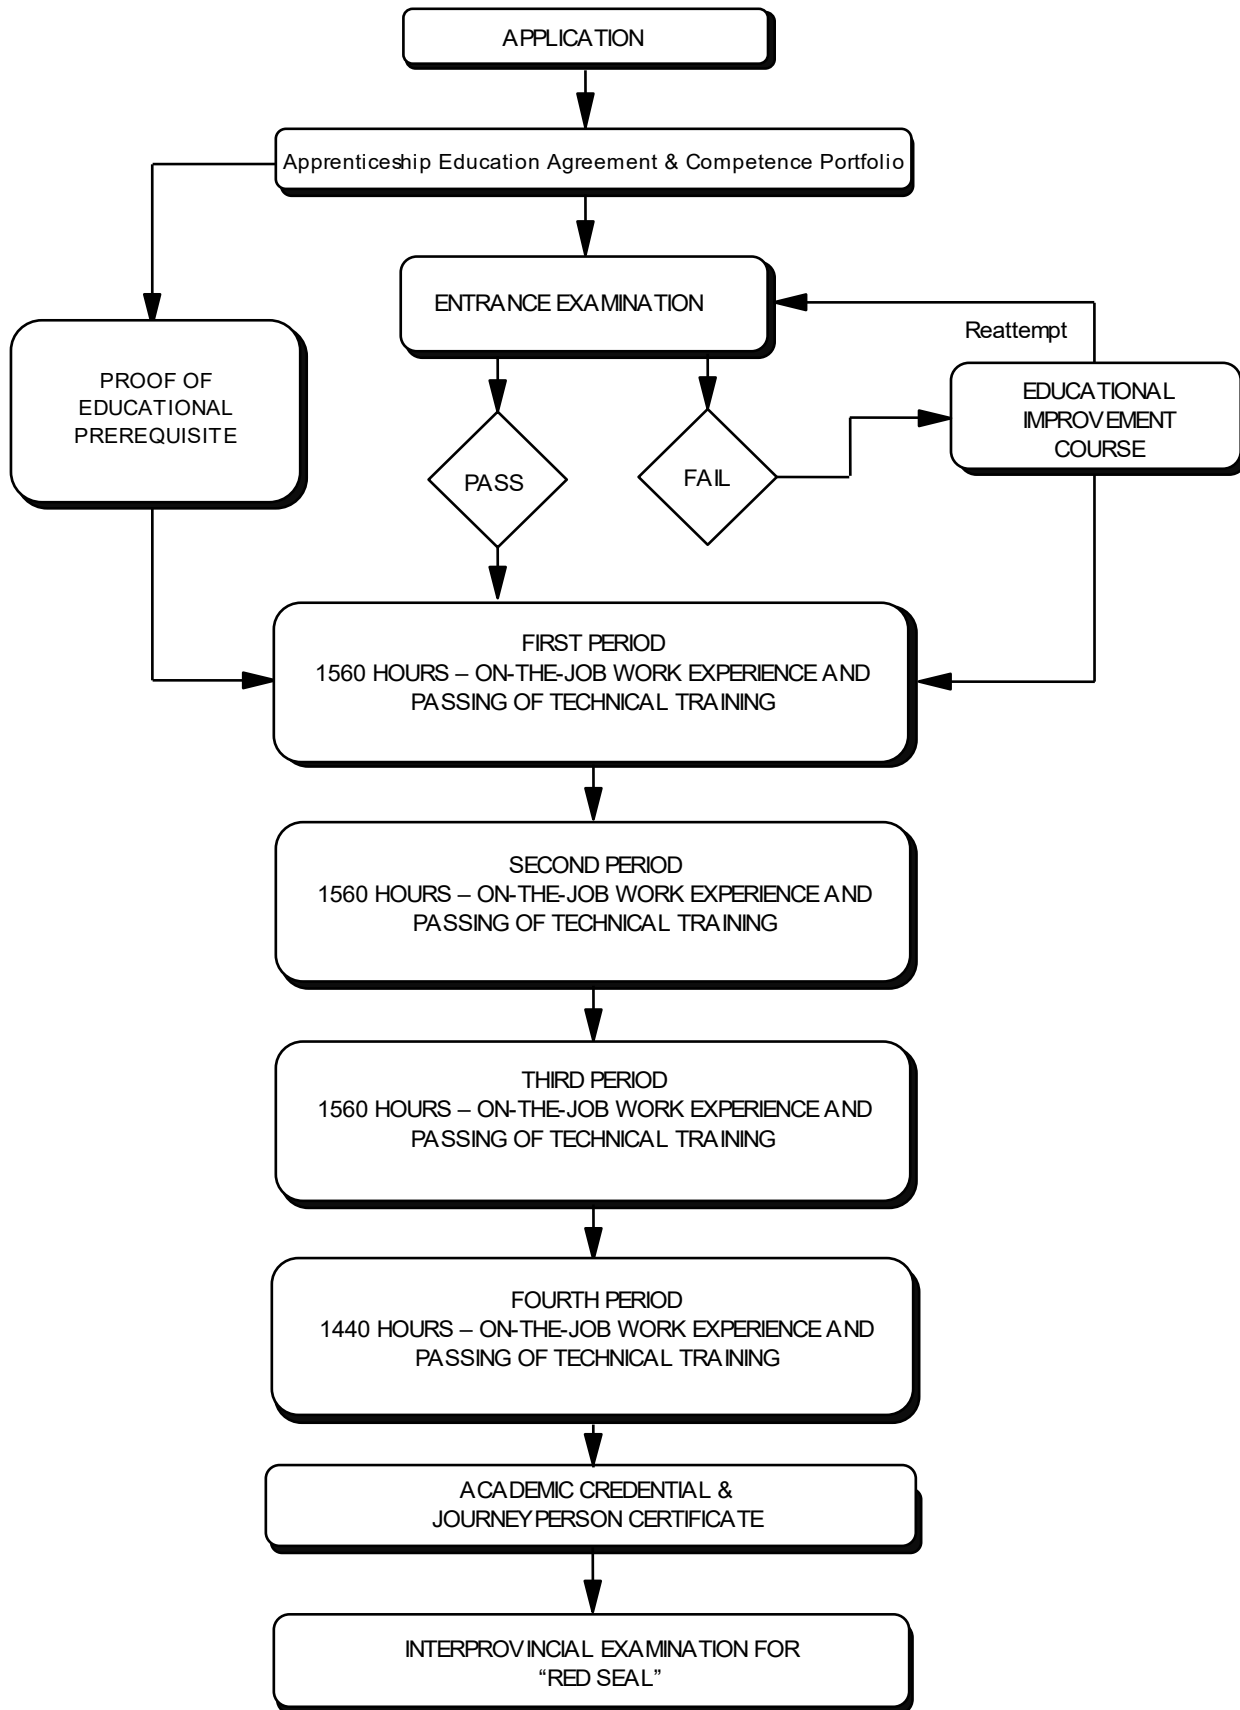 APPLICATION
Apprenticeship Education Agreement & Competence Portfolio
ENTRANCE EXAMINATION
Reattempt
PROOF OF
EDUCATIONAL
PREREQUISITE
EDUCATIONAL
IMPROVEMENT
COURSE
PASS
FAIL
FIRST PERIOD
1560 HOURS – ON-THE-JOB WORK EXPERIENCE AND
PASSING OF TECHNICAL TRAINING
SECOND PERIOD
1560 HOURS – ON-THE-JOB WORK EXPERIENCE AND
PASSING OF TECHNICAL TRAINING
THIRD PERIOD
1560 HOURS – ON-THE-JOB WORK EXPERIENCE AND
PASSING OF TECHNICAL TRAINING
FOURTH PERIOD
1440 HOURS – ON-THE-JOB WORK EXPERIENCE AND
PASSING OF TECHNICAL TRAINING
ACADEMIC CREDENTIAL &
JOURNEYPERSON CERTIFICATE
INTERPROVINCIAL EXAMINATION FOR
“RED SEAL”